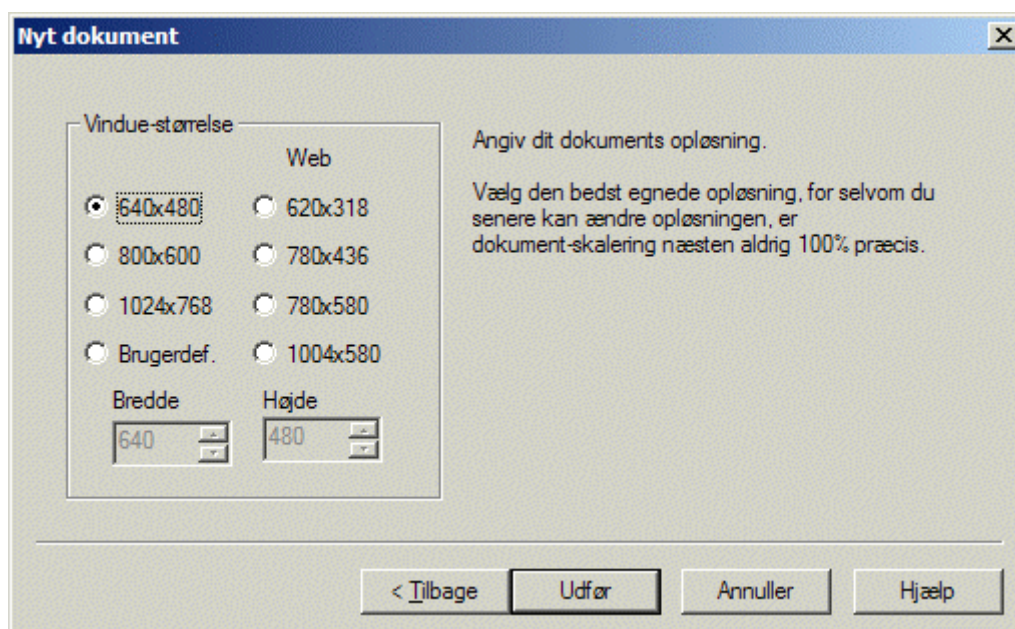 Nyt dokument
Vindue-størrelse
Web
640x480 620x318
800x600 780x436
1024x768 780x580
Brugerdef. 1004x580
Bredde Højde
640 480
Angiv dit dokuments opløsning.
Vælg den bedst egnede opløsning, for selvom du
senere kan ændre opløsningen, er
dokument-skalering næsten aldrig 100% præcis.
< Tilbage Udfør Annuller Hjælp